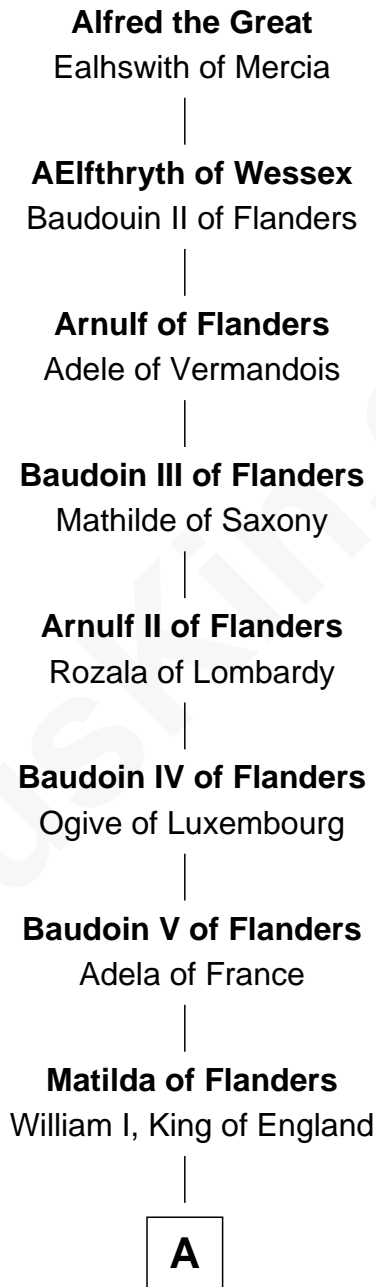 Alfred the Great
Ealhswith of Mercia
AElfthryth of Wessex
Baudouin II of Flanders
Arnulf of Flanders
Adele of Vermandois
Baudoin III of Flanders
Mathilde of Saxony
Arnulf II of Flanders
Rozala of Lombardy
Baudoin IV of Flanders
Ogive of Luxembourg
Baudoin V of Flanders
Adela of France
Matilda of Flanders
William I, King of England
A